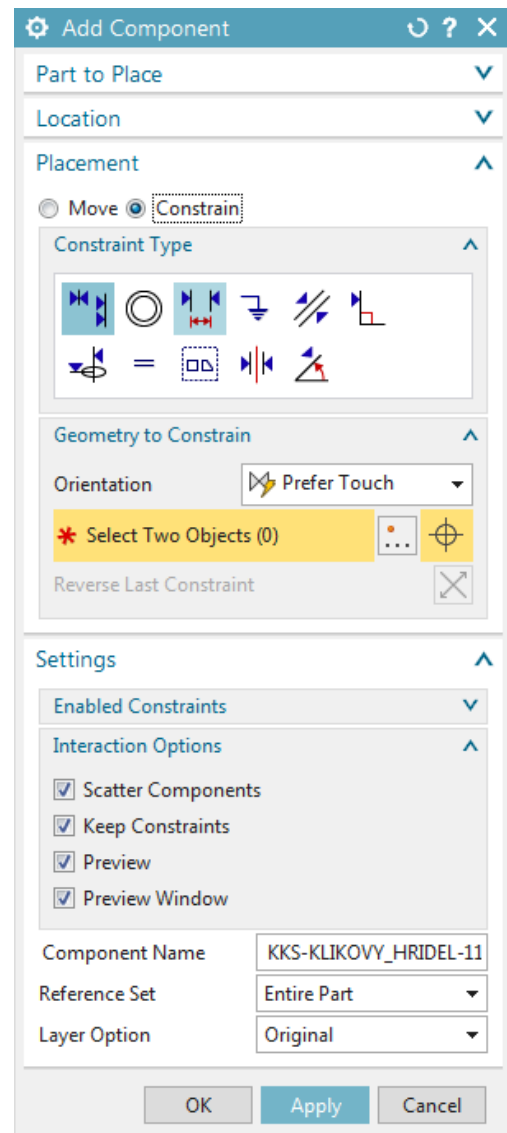 Add Component
Part to Place
Location
Placement
Move Constrain
Constraint Type
Geometry to Constrain
Orientation Prefer Touch
* Select Two Objects (0)
Reverse Last Constraint
Settings
Enabled Constraints
Interaction Options
Scatter Components
Keep Constraints
Preview
Preview Window
Component Name KKS-KLIKOVY_HRIDEL-11
Reference Set Entire Part
Layer Option Original
OK Apply Cancel